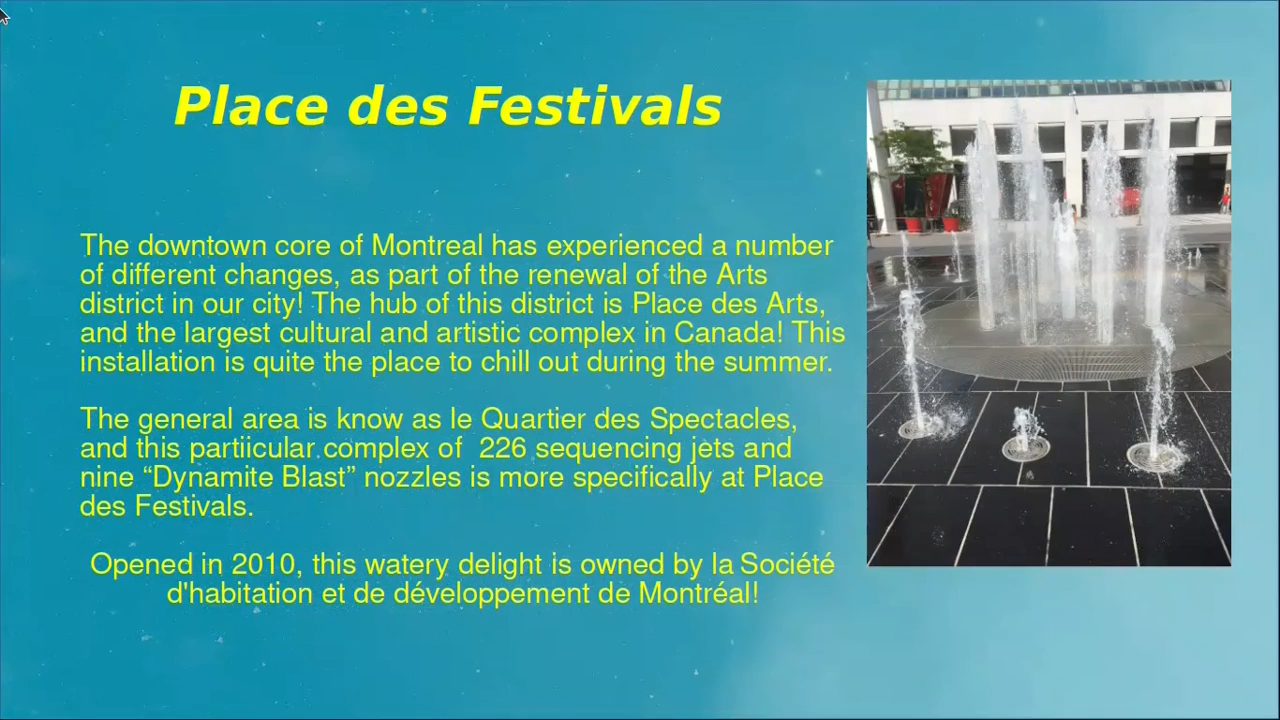 Place des Festivals
The downtown core of Montreal has experienced a number
of different changes, as part of the renewal of the Arts
district in our city! The hub of this district is Place des Arts,
and the largest cultural and artistic complex in Canada! This
installation is quite the place to chill out during the summer.
The general area is know as le Quartier des Spectacles,
and this partiicular complex of  226 sequencing jets and
nine “Dynamite Blast” nozzles is more specifically at Place
des Festivals.
Opened in 2010, this watery delight is owned by la Société
d'habitation et de développement de Montréal!